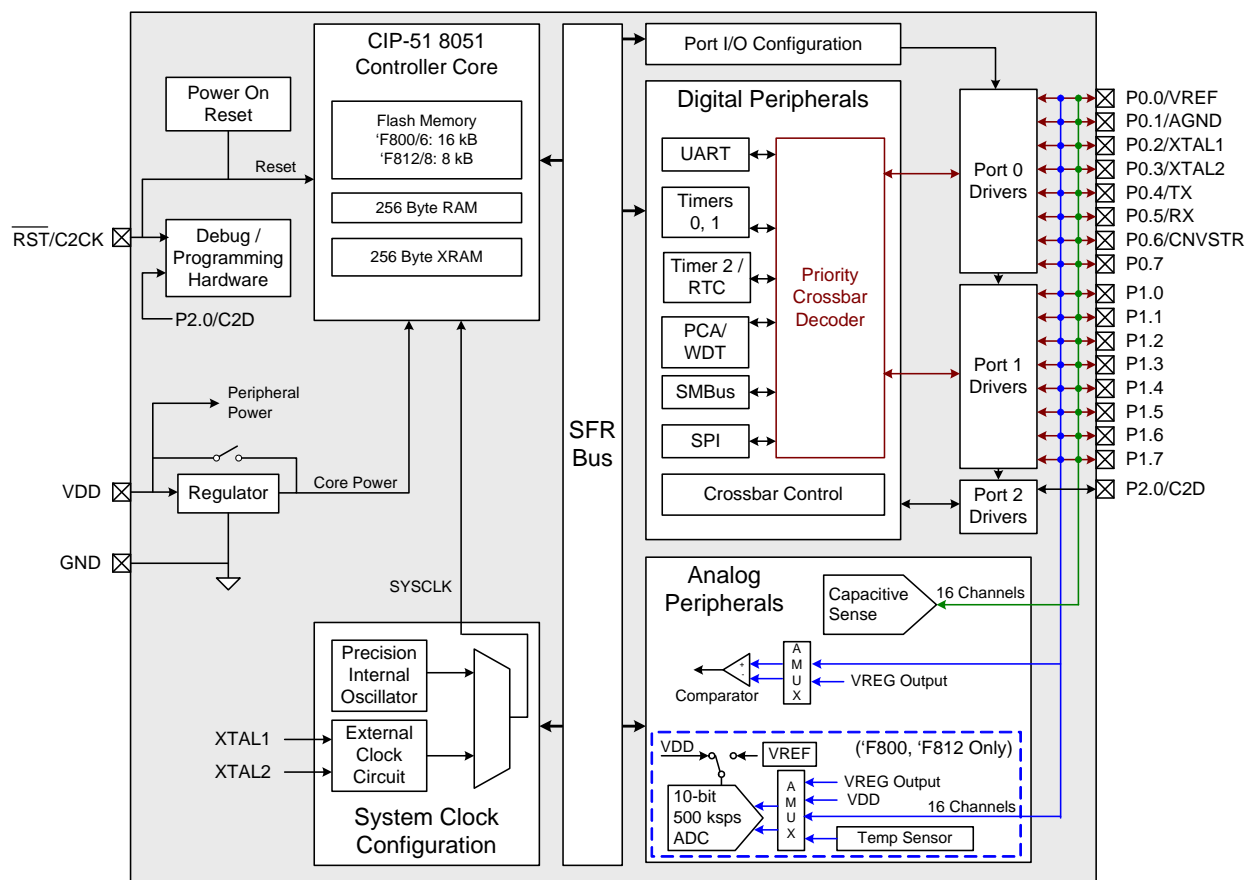 CIP-51 8051
Controller Core
Flash Memory
‘F800/6: 16 kB
‘F812/8: 8 kB
256 Byte RAM
256 Byte XRAM
Power On
Reset
Reset
RST/C2CK
Debug /
Programming
Hardware
P2.0/C2D
Peripheral
Power
VDD
Regulator
Core Power
GND
SYSCLK
Precision
Internal
Oscillator
XTAL1
XTAL2
External
Clock
Circuit
System Clock
Configuration
SFR
Bus
Port I/O Configuration
Digital Peripherals
UART
Timers
0, 1
Timer 2 /
RTC
PCA/
WDT
SMBus
SPI
Priority
Crossbar
Decoder
Crossbar Control
Port 0
Drivers
Port 1
Drivers
Port 2
Drivers
P0.0/VREF
P0.1/AGND
P0.2/XTAL1
P0.3/XTAL2
P0.4/TX
P0.5/RX
P0.6/CNVSTR
P0.7
P1.0
P1.1
P1.2
P1.3
P1.4
P1.5
P1.6
P1.7
P2.0/C2D
Analog
Peripherals
Capacitive
Sense
16 Channels
+
-
Comparator
A
M
U
X
VREG Output
(‘F800, ‘F812 Only)
VDD
VREF
10-bit
500 ksps
ADC
A
M
U
X
VREG Output
VDD
16 Channels
Temp Sensor